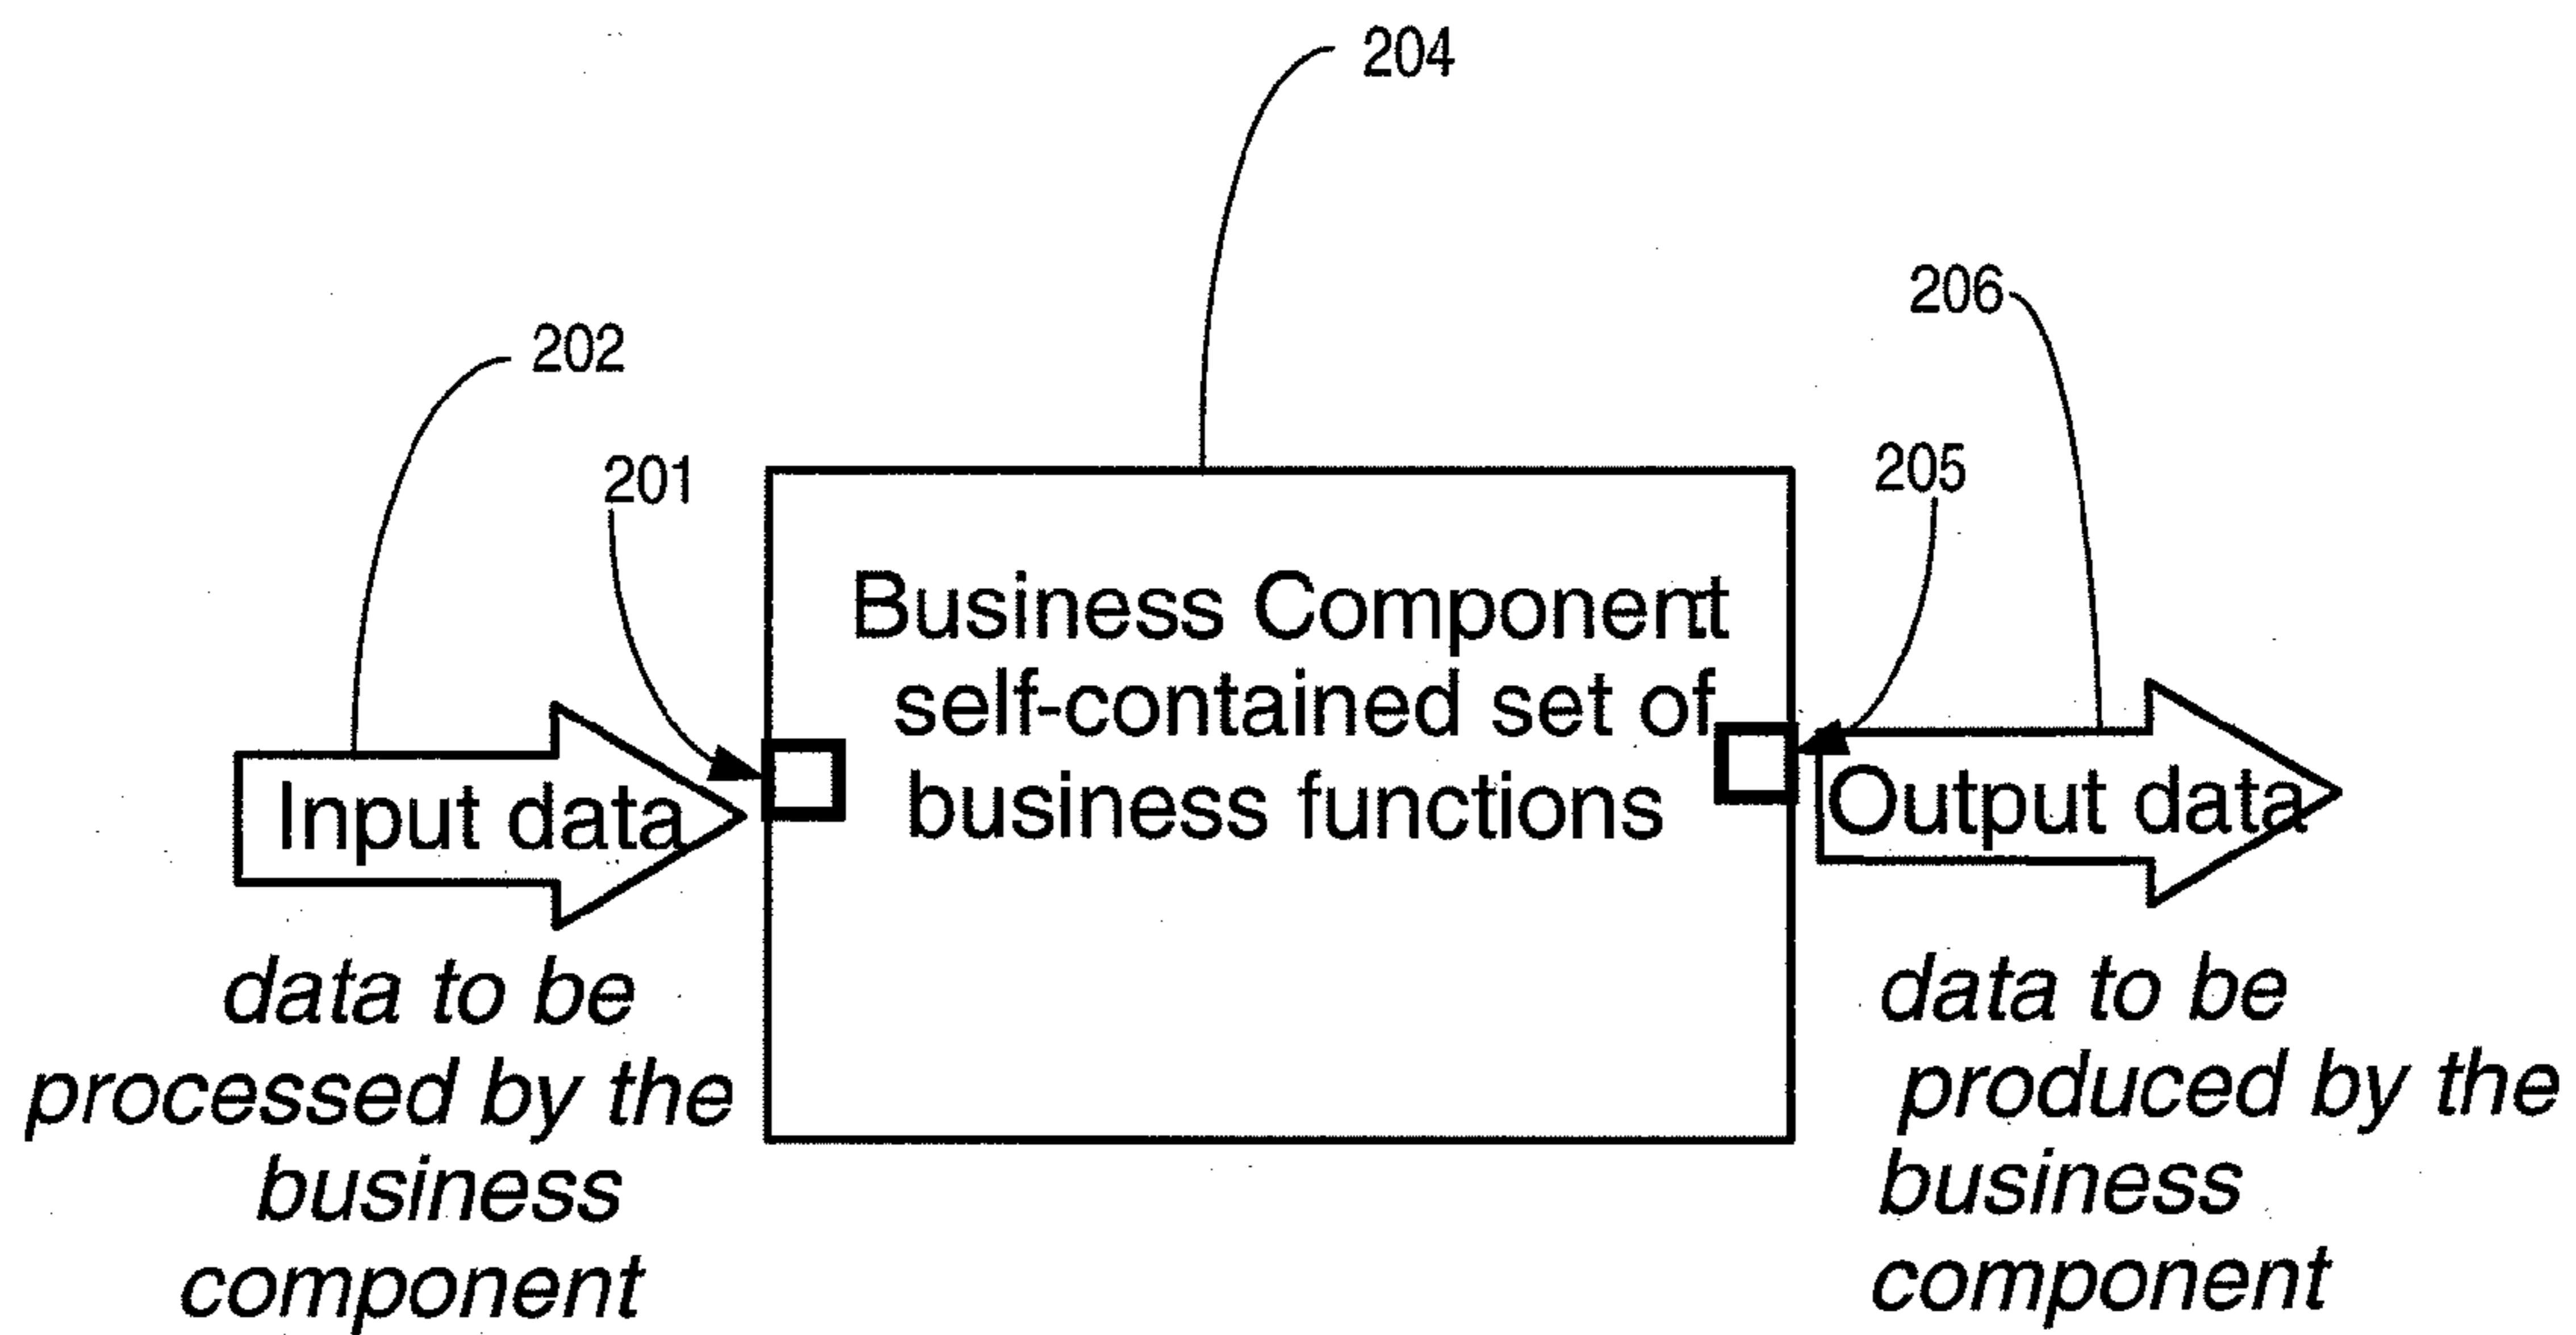 204
206
202
205
201
Business Component
self-contained set of
business functions
Input data
Output data
data to be
processed by the
business
component
data to be
produced by the
business
component